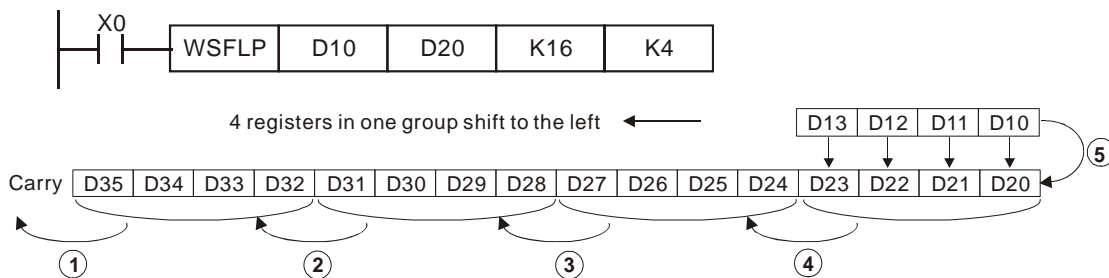 X0
WSFLP D10 D20 K16 K4
4 registers in one group shift to the left
D13 D12 D11 D10
5
Carry D35 D34 D33 D32 D31 D30 D29 D28 D27 D26 D25 D24 D23 D22 D21 D20
1 2 3 4